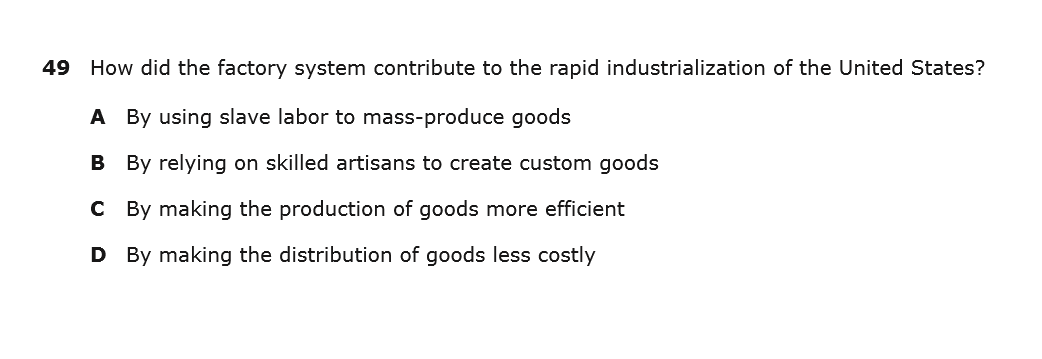 49 How did the factory system contribute to the rapid industrialization of the United States?
A By using slave labor to mass-produce goods
B By relying on skilled artisans to create custom goods
C By making the production of goods more efficient
D By making the distribution of goods less costly